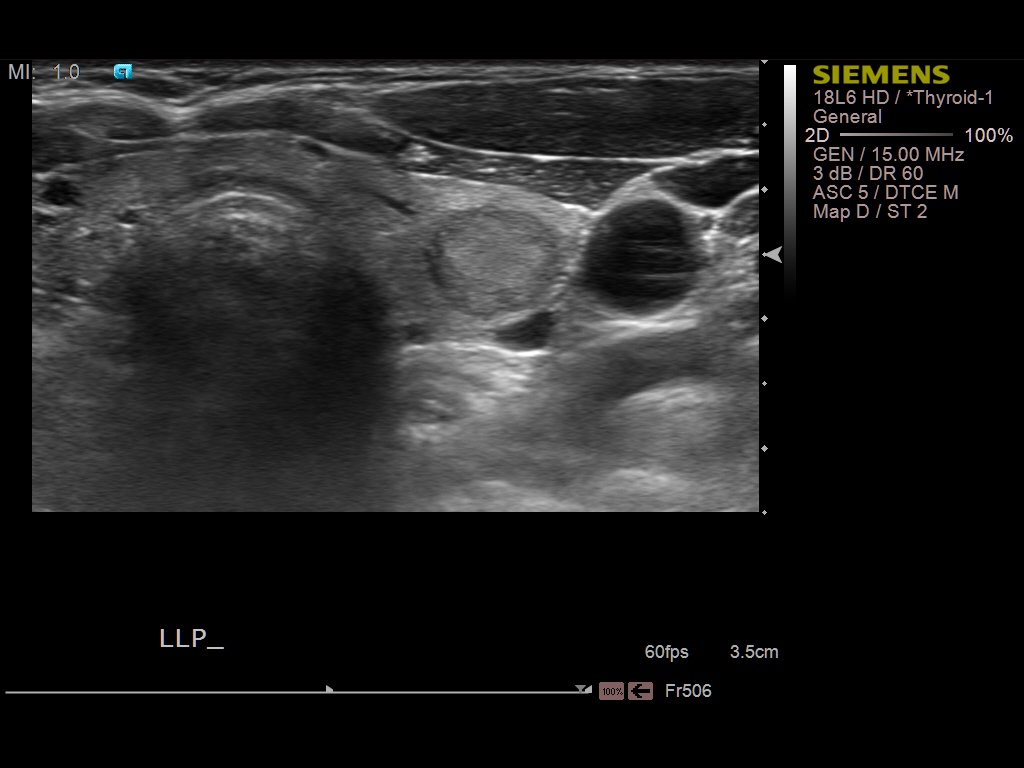 MI: 1.0
SIEMENS
18L6 HD / *Thyroid-1
General
2D 100%
GEN / 15.00 MHz
3 dB / DR 60
ASC 5 / DTCE M
Map D / ST 2
LLP_
60fps 3.5cm
100% Fr506